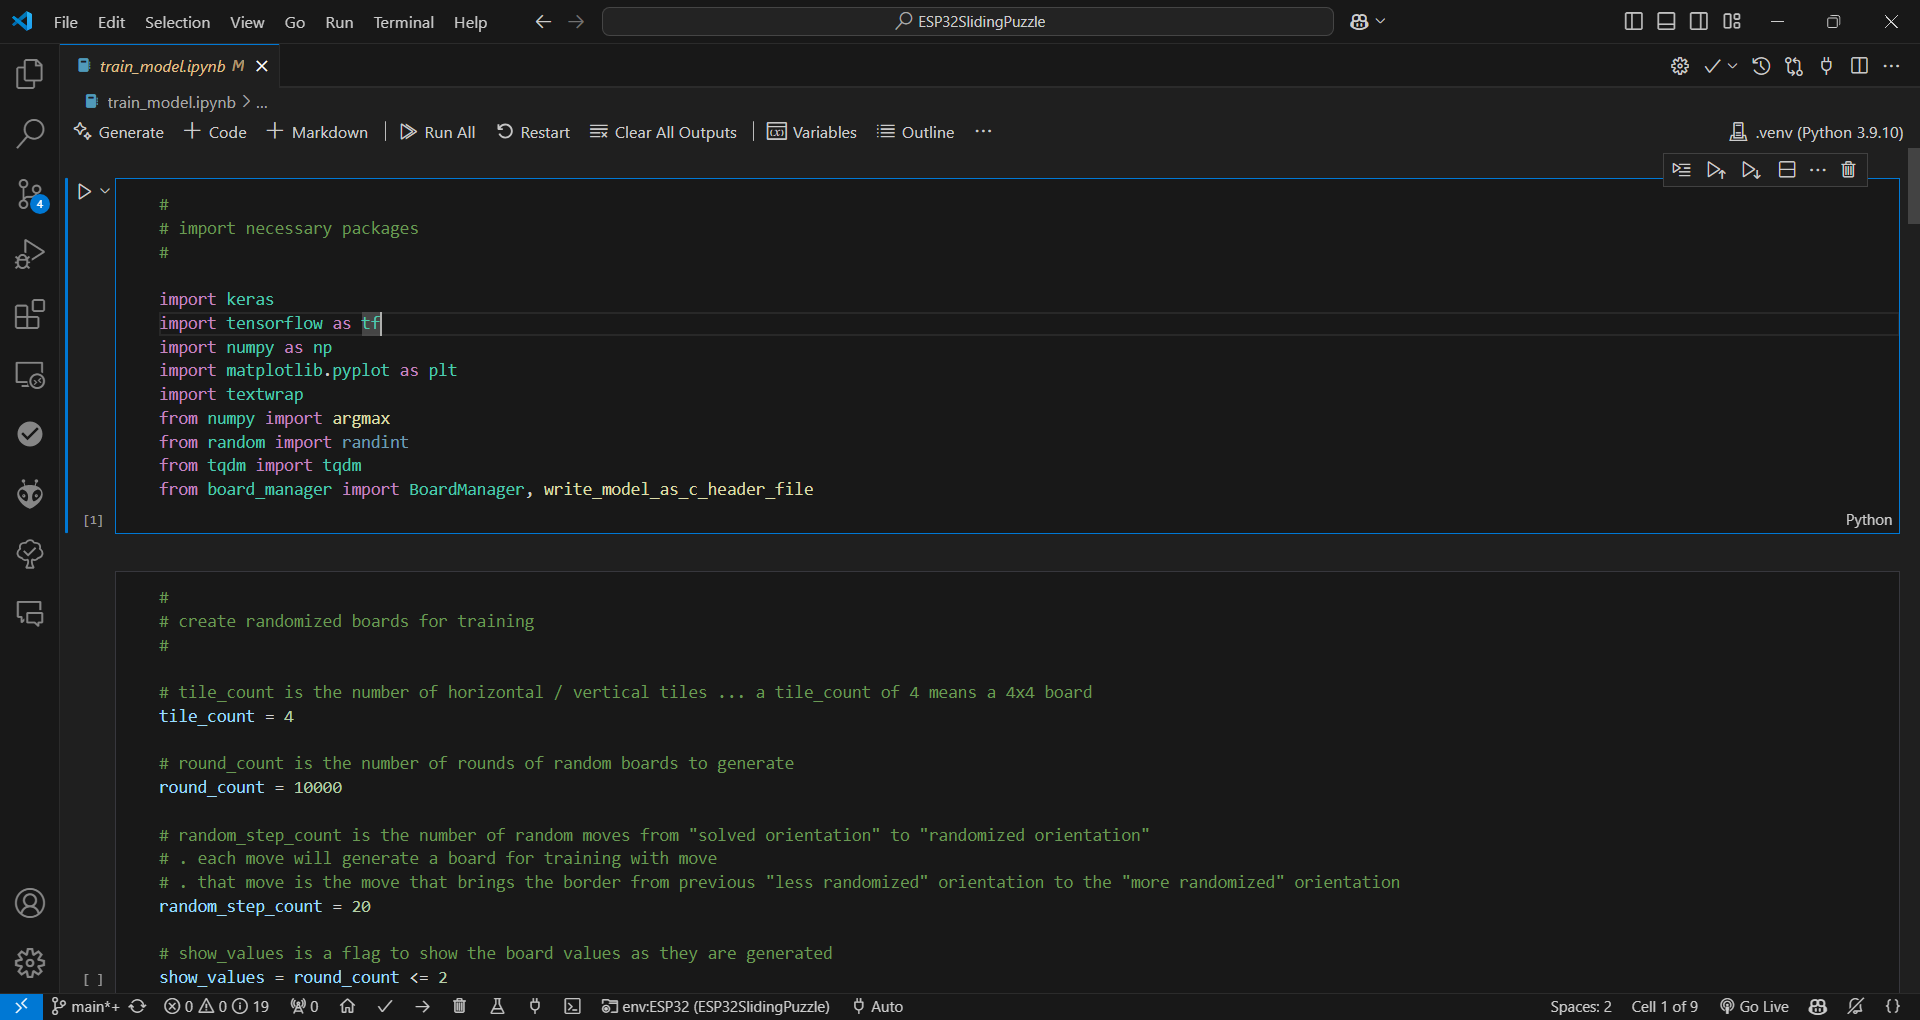 File Edit Selection View Go Run Terminal Help ESP32SlidingPuzzle
train_model.ipynb M
train_model.ipynb > ...
Generate + Code + Markdown Run All Restart Clear All Outputs Variables Outline ... .venv (Python 3.9.10)
4
#
# import necessary packages
#
import keras
import tensorflow as tf
import numpy as np
import matplotlib.pyplot as plt
import textwrap
from numpy import argmax
from random import randint
from tqdm import tqdm
from board_manager import BoardManager, write_model_as_c_header_file
[1] Python
#
# create randomized boards for training
#
# tile_count is the number of horizontal / vertical tiles ... a tile_count of 4 means a 4x4 board
tile_count = 4
# round_count is the number of rounds of random boards to generate
round_count = 10000
# random_step_count is the number of random moves from "solved orientation" to "randomized orientation"
# . each move will generate a board for training with move
# . that move is the move that brings the border from previous "less randomized" orientation to the "more randomized" orientation
random_step_count = 20
# show_values is a flag to show the board values as they are generated
show_values = round_count <= 2
[ ]
main*+ 0 0 19 0 env:ESP32 (ESP32SlidingPuzzle) Auto Spaces: 2 Cell 1 of 9 Go Live {}